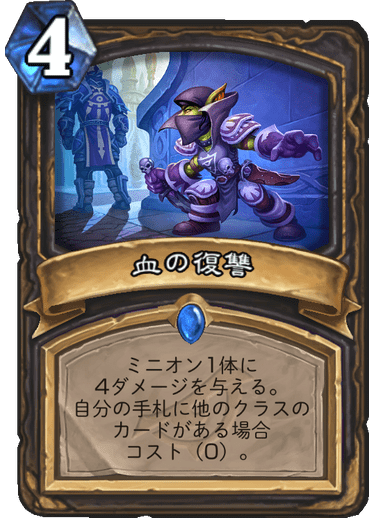 4
血の復讐
ミニオン1体に
4ダメージを与える。
自分の手札に他のクラスの
カードがある場合
コスト（0）。